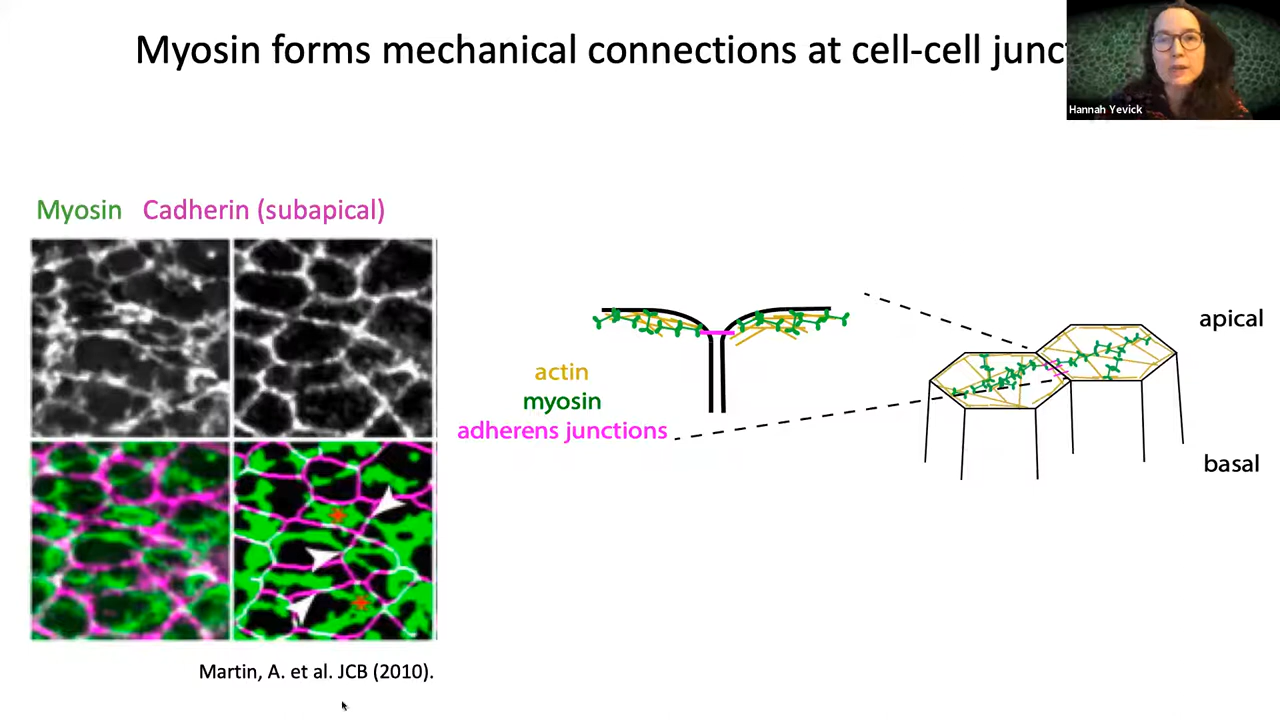 Myosin forms mechanical connections at cell-cell junct
Hannah Yevick
Myosin Cadherin (subapical)
apical
actin
myosin
adherens junctions
basal
Martin, A. et al. JCB (2010).